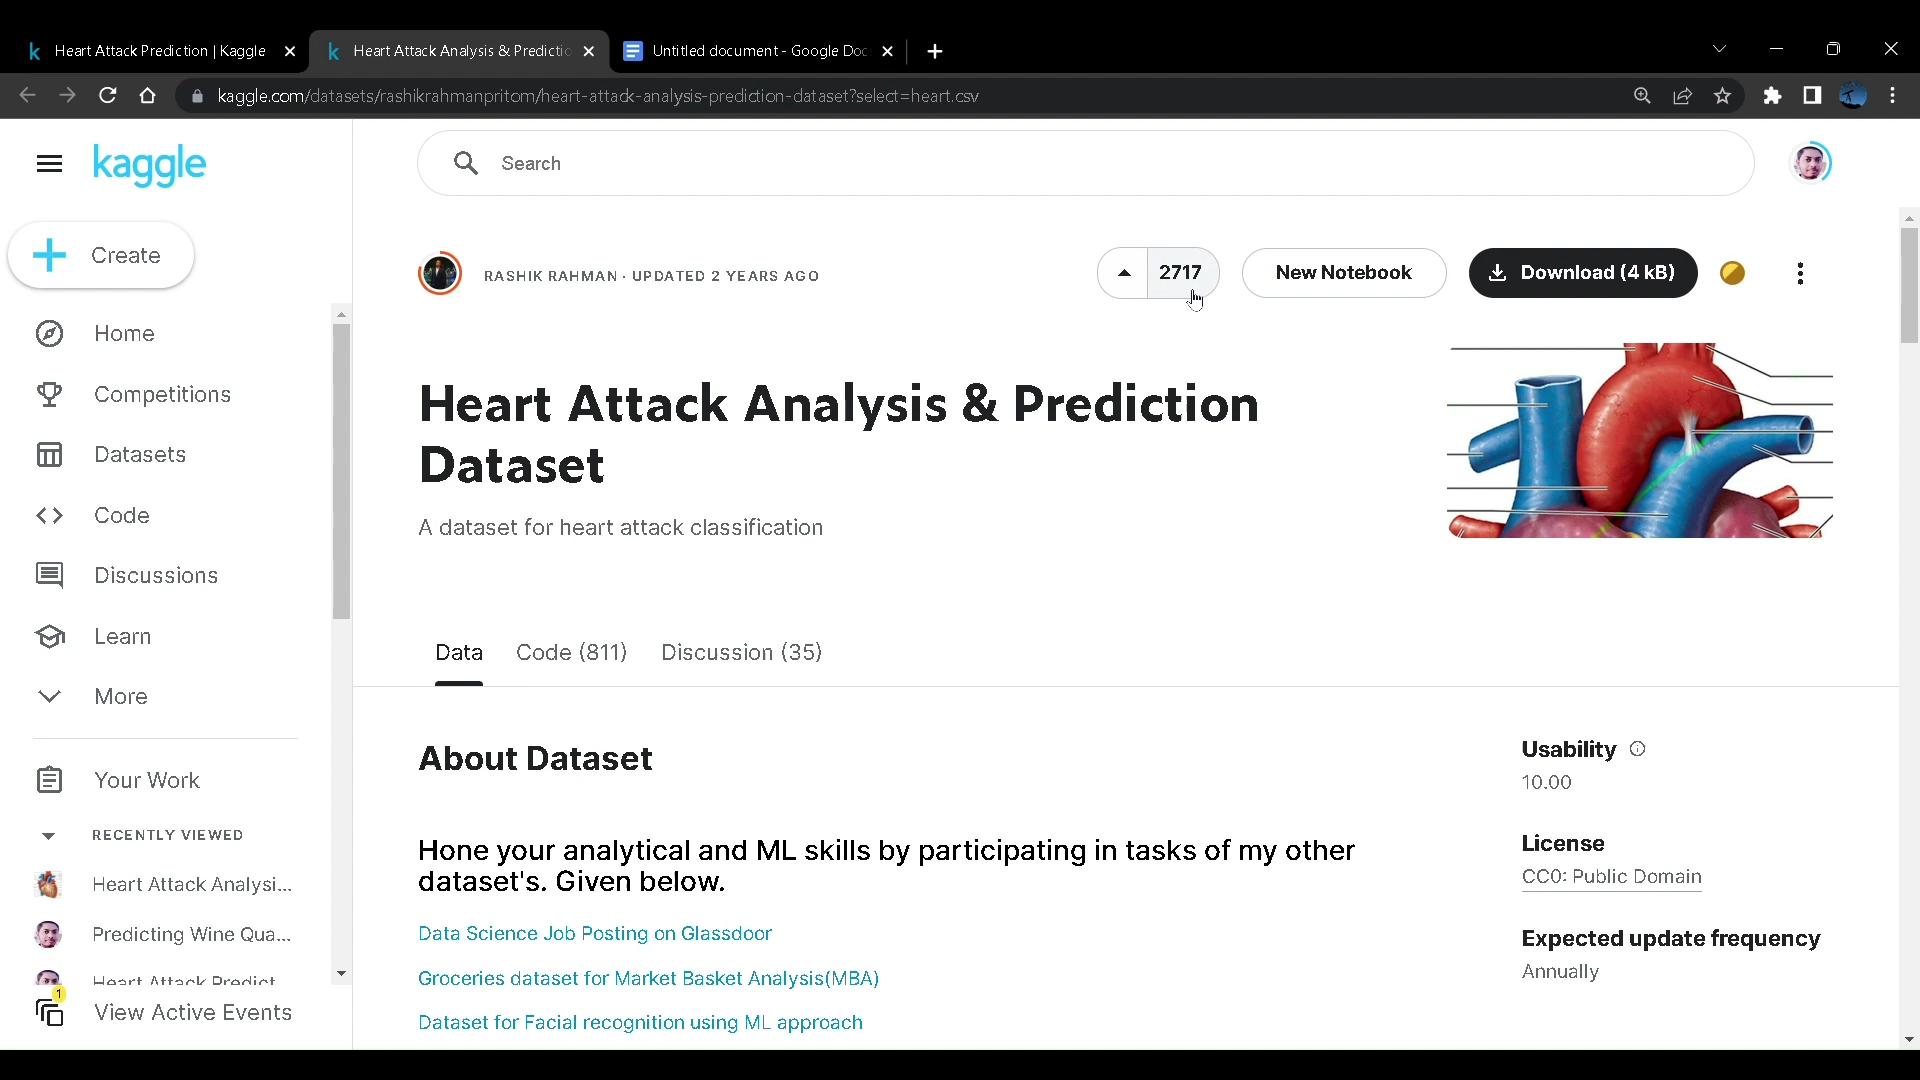 Heart Attack Prediction | Kaggle
Heart Attack Analysis & Predictio
Untitled document - Google Doc
kaggle.com/datasets/rashikrahmanpritom/heart-attack-analysis-prediction-dataset?select=heart.csv
kaggle
Search
Create
Home
Competitions
Datasets
Code
Discussions
Learn
More
Your Work
RECENTLY VIEWED
Heart Attack Analysi...
Predicting Wine Qua...
Heart Attack Predict
1
View Active Events
RASHIK RAHMAN · UPDATED 2 YEARS AGO
2717
New Notebook
Download (4 kB)
Heart Attack Analysis & Prediction
Dataset
A dataset for heart attack classification
Data
Code (811)
Discussion (35)
About Dataset
Hone your analytical and ML skills by participating in tasks of my other
dataset's. Given below.
Data Science Job Posting on Glassdoor
Groceries dataset for Market Basket Analysis(MBA)
Dataset for Facial recognition using ML approach
Usability
10.00
License
CC0: Public Domain
Expected update frequency
Annually